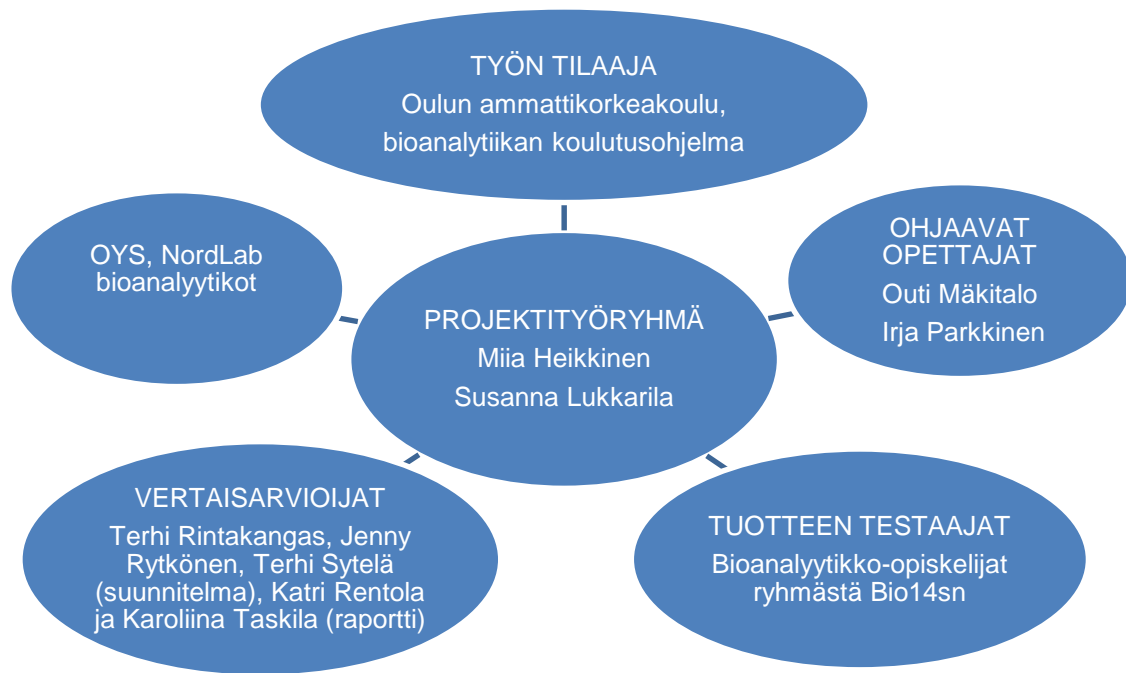 TYÖN TILAAJA
Oulun ammattikorkeakoulu,
bioanalytiikan koulutusohjelma
OHJAAVAT
OPETTAJAT
Outi Mäkitalo
Irja Parkkinen
OYS, NordLab
bioanalyytikot
PROJEKTITYÖRYHMÄ
Miia Heikkinen
Susanna Lukkarila
VERTAISARVIOIJAT
Terhi Rintakangas, Jenny
Rytkönen, Terhi Sytelä
(suunnitelma), Katri Rentola
ja Karoliina Taskila (raportti)
TUOTTEEN TESTAAJAT
Bioanalyytikko-opiskelijat
ryhmästä Bio14sn